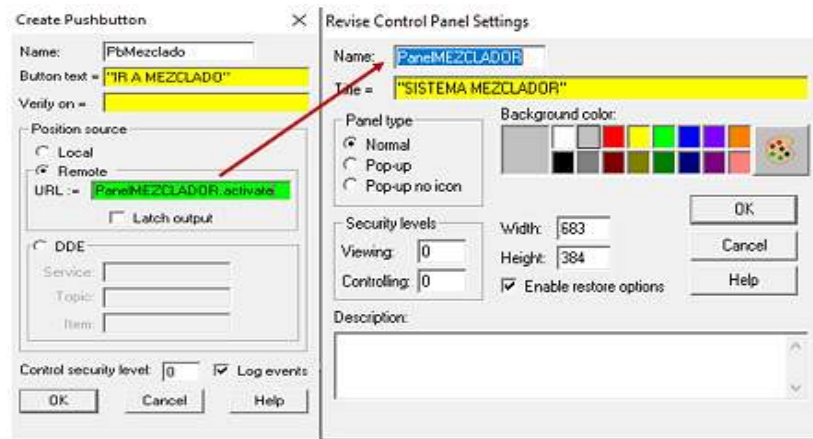 Create Pushbutton
Name: PbMezclado
Button text = "IR A MEZCLADO"
Verify on =
Position source
Local
Remote
URL := PanelMEZCLADOR.activate
Latch output
DDE
Service:
Topic:
Item:
Control security level: 0 Log events
OK Cancel Help
Revise Control Panel Settings
Name: PanelMEZCLADOR
Title = "SISTEMA MEZCLADOR"
Panel type
Normal
Pop-up
Pop-up no icon
Background color:
Security levels
Viewing: 0
Controlling: 0
Width: 683
Height: 384
Enable restore options
OK
Cancel
Help
Description: